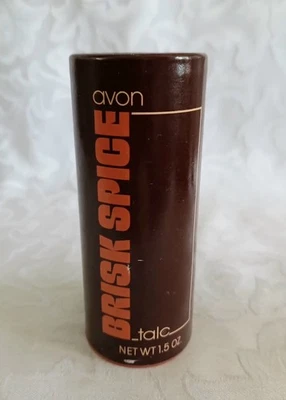 avon
BRISK SPICE
talc
NET WT 1.5 OZ.